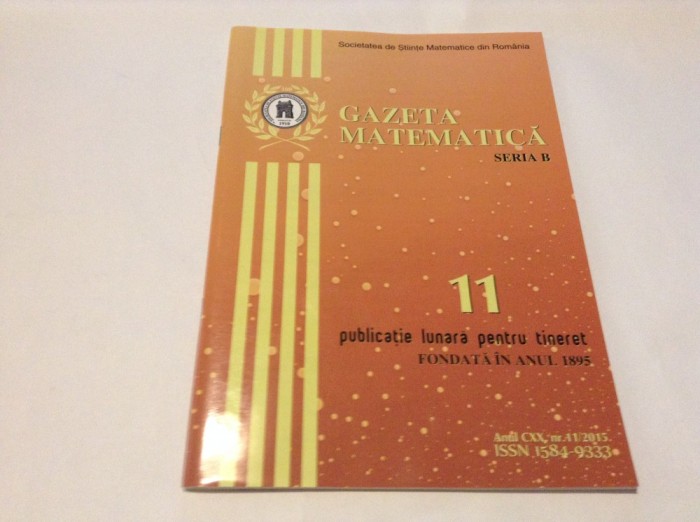 Societatea de Științe Matematice din România
GAZETA
MATEMATICĂ
SERIA B
11
publicație lunara pentru tineret
FONDATĂ ÎN ANUL 1895
Anul CXX, nr.11/2015.
ISSN 1584-9333